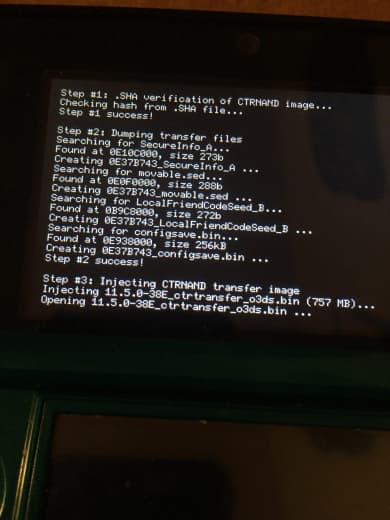 Step #1: .SHA verification of CTRNAND image...
Checking hash from .SHA file...
Step #1 success!
Step #2: Dumping transfer files
Searching for SecureInfo_A...
Found at 0E10C000, size 273b
Creating 0E37B743_SecureInfo_A ...
Searching for movable.sed...
Found at 0E0F0000, size 288b
Creating 0E37B743_movable.sed ...
Searching for LocalFriendCodeSeed_B...
Found at 0B9C8000, size 272b
Creating 0E37B743_LocalFriendCodeSeed_B ...
Searching for configsave.bin...
Found at 0E938000, size 256kB
Creating 0E37B743_configsave.bin ...
Step #2 success!
Step #3: Injecting CTRNAND transfer image
Injecting 11.5.0-38E_ctrtransfer_o3ds.bin (757 MB)...
Opening 11.5.0-38E_ctrtransfer_o3ds.bin ...